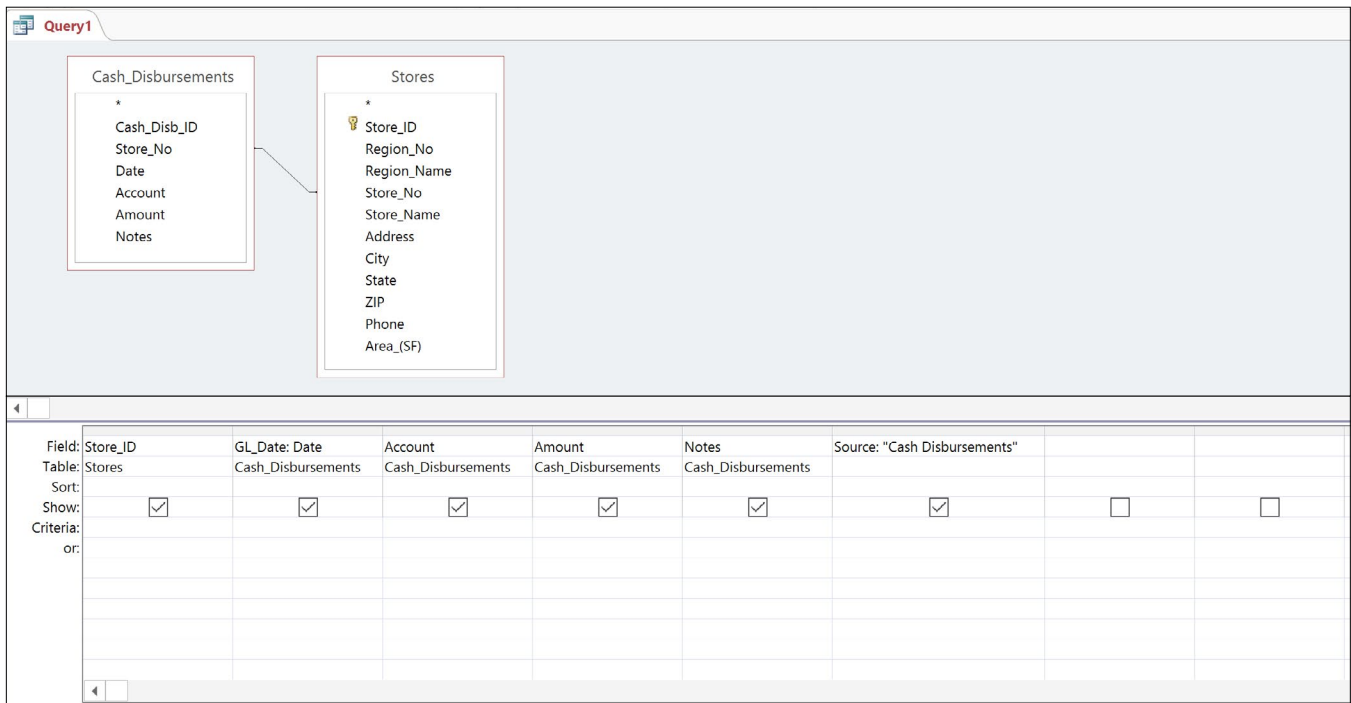 Query1
Cash_Disbursements
*
Cash_Disb_ID
Store_No
Date
Account
Amount
Notes
Stores
*
Store_ID
Region_No
Region_Name
Store_No
Store_Name
Address
City
State
ZIP
Phone
Area_(SF)
Field: Store_ID GL_Date: Date Account Amount Notes Source: "Cash Disbursements"
Table: Stores Cash_Disbursements Cash_Disbursements Cash_Disbursements Cash_Disbursements
Sort:
Show:
Criteria:
or: